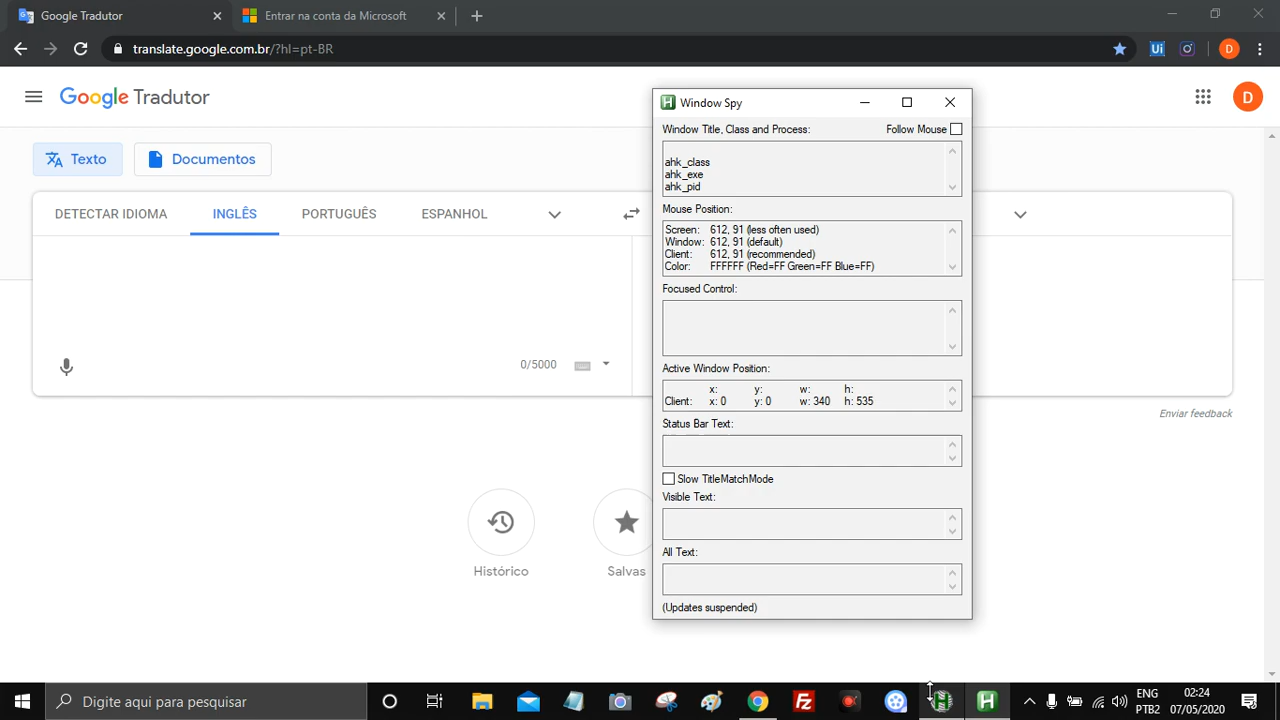 Google Tradutor
Entrar na conta da Microsoft
translate.google.com.br/?hl=pt-BR
Ui
D
Google Tradutor
D
Texto
Documentos
DETECTAR IDIOMA
INGLÊS
PORTUGUÊS
ESPANHOL
0/5000
Enviar feedback
Histórico
Salvas
H
Window Spy
Window Title, Class and Process:
Follow Mouse
ahk_class
ahk_exe
ahk_pid
Mouse Position:
Screen: 612, 91 (less often used)
Window: 612, 91 (default)
Client: 612, 91 (recommended)
Color: FFFFFF (Red=FF Green=FF Blue=FF)
Focused Control:
Active Window Position:
x: y: w: h:
Client: x: 0 y: 0 w: 340 h: 535
Status Bar Text:
Slow TitleMatchMode
Visible Text:
All Text:
(Updates suspended)
Digite aqui para pesquisar
Fz
H
ENG
PTB2
02:24
07/05/2020